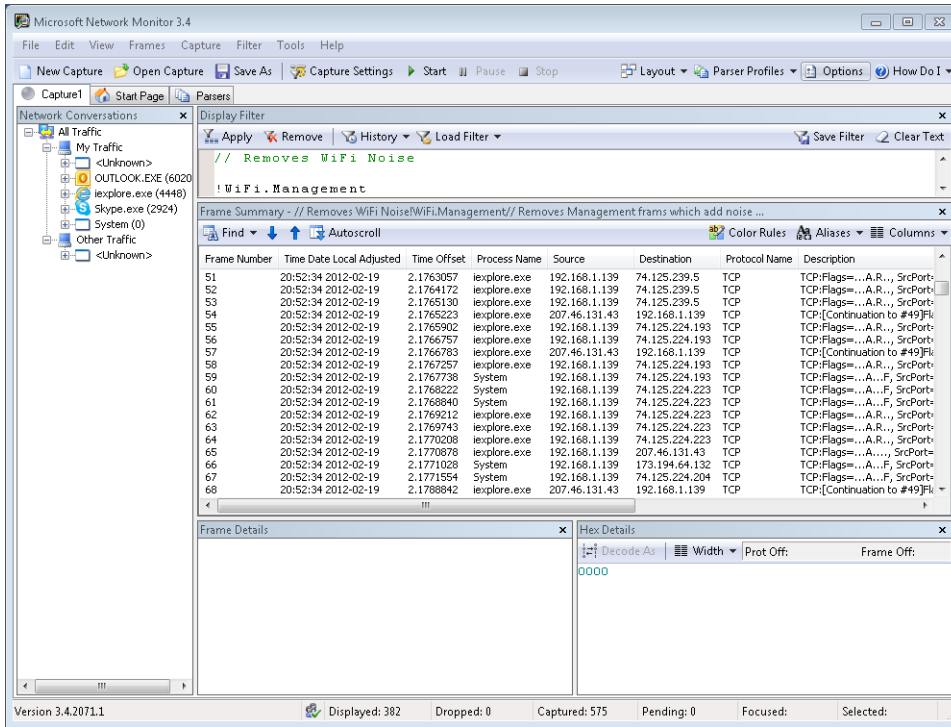 Microsoft Network Monitor 3.4
File Edit View Frames Capture Filter Tools Help
New Capture Open Capture Save As Capture Settings Start Pause Stop Layout Parser Profiles Options How Do I
Capture1 Start Page Parsers
Network Conversations
All Traffic
My Traffic
<Unknown>
OUTLOOK.EXE (6020
iexplore.exe (4448)
Skype.exe (2924)
System (0)
Other Traffic
<Unknown>
Display Filter
Apply Remove History Load Filter Save Filter Clear Text
// Removes WiFi Noise
!WiFi.Management
Frame Summary - // Removes WiFi Noise!WiFi.Management// Removes Management frams which add noise ...
Find Autoscroll Color Rules Aliases Columns
Frame Number Time Date Local Adjusted Time Offset Process Name Source Destination Protocol Name Description
51 20:52:34 2012-02-19 2.1763057 iexplore.exe 192.168.1.139 74.125.239.5 TCP TCP:Flags=...A.R.., SrcPort=
52 20:52:34 2012-02-19 2.1764172 iexplore.exe 192.168.1.139 74.125.239.5 TCP TCP:Flags=...A.R.., SrcPort=
53 20:52:34 2012-02-19 2.1765130 iexplore.exe 192.168.1.139 74.125.239.5 TCP TCP:Flags=...A.R.., SrcPort=
54 20:52:34 2012-02-19 2.1765223 iexplore.exe 207.46.131.43 192.168.1.139 TCP TCP:[Continuation to #49]Fl
55 20:52:34 2012-02-19 2.1765902 iexplore.exe 192.168.1.139 74.125.224.193 TCP TCP:Flags=...A.R.., SrcPort=
56 20:52:34 2012-02-19 2.1766757 iexplore.exe 192.168.1.139 74.125.224.193 TCP TCP:Flags=...A.R.., SrcPort=
57 20:52:34 2012-02-19 2.1766783 iexplore.exe 207.46.131.43 192.168.1.139 TCP TCP:[Continuation to #49]Fl
58 20:52:34 2012-02-19 2.1767257 iexplore.exe 192.168.1.139 74.125.224.193 TCP TCP:Flags=...A.R.., SrcPort=
59 20:52:34 2012-02-19 2.1767738 System 192.168.1.139 74.125.224.193 TCP TCP:Flags=...A...F, SrcPort=
60 20:52:34 2012-02-19 2.1768222 System 192.168.1.139 74.125.224.223 TCP TCP:Flags=...A...F, SrcPort=
61 20:52:34 2012-02-19 2.1768840 System 192.168.1.139 74.125.224.223 TCP TCP:Flags=...A...F, SrcPort=
62 20:52:34 2012-02-19 2.1769212 iexplore.exe 192.168.1.139 74.125.224.223 TCP TCP:Flags=...A.R.., SrcPort=
63 20:52:34 2012-02-19 2.1769743 iexplore.exe 192.168.1.139 74.125.224.223 TCP TCP:Flags=...A.R.., SrcPort=
64 20:52:34 2012-02-19 2.1770208 iexplore.exe 192.168.1.139 74.125.224.223 TCP TCP:Flags=...A.R.., SrcPort=
65 20:52:34 2012-02-19 2.1770878 iexplore.exe 192.168.1.139 207.46.131.43 TCP TCP:Flags=...A...., SrcPort=
66 20:52:34 2012-02-19 2.1771028 System 192.168.1.139 173.194.64.132 TCP TCP:Flags=...A...F, SrcPort=
67 20:52:34 2012-02-19 2.1771554 System 192.168.1.139 74.125.224.204 TCP TCP:Flags=...A...F, SrcPort=
68 20:52:34 2012-02-19 2.1788842 iexplore.exe 207.46.131.43 192.168.1.139 TCP TCP:[Continuation to #49]Fl
Frame Details
Hex Details
Decode As Width Prot Off: Frame Off:
0000
Version 3.4.2071.1 Displayed: 382 Dropped: 0 Captured: 575 Pending: 0 Focused: Selected: